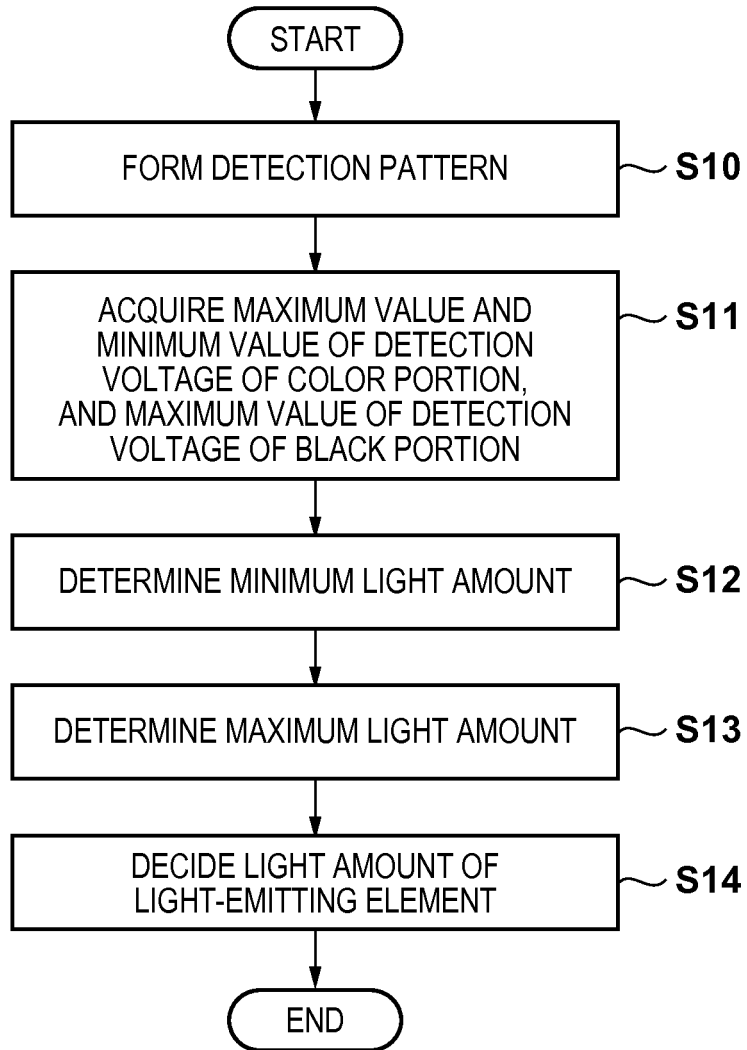 START
FORM DETECTION PATTERN
S10
ACQUIRE MAXIMUM VALUE AND
MINIMUM VALUE OF DETECTION
VOLTAGE OF COLOR PORTION,
AND MAXIMUM VALUE OF DETECTION
VOLTAGE OF BLACK PORTION
S11
DETERMINE MINIMUM LIGHT AMOUNT
S12
DETERMINE MAXIMUM LIGHT AMOUNT
S13
DECIDE LIGHT AMOUNT OF
LIGHT-EMITTING ELEMENT
S14
END